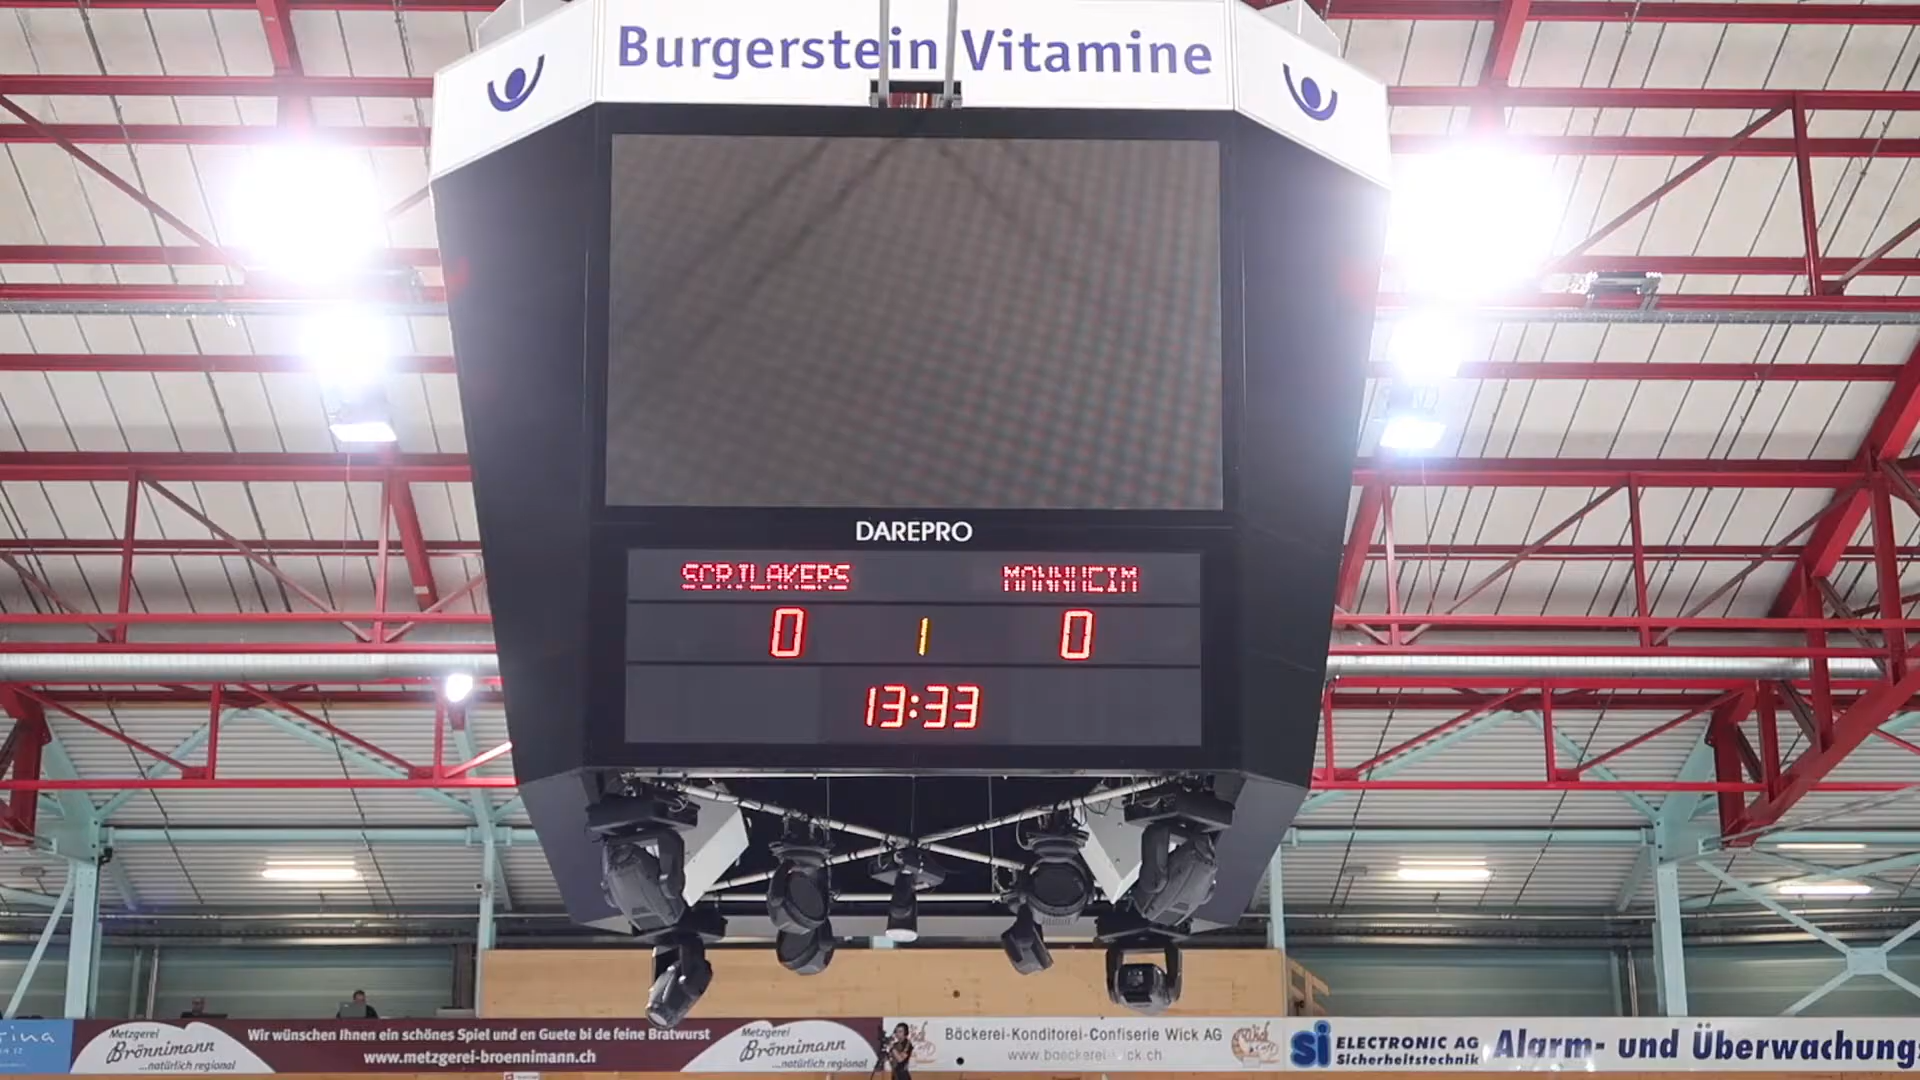 Burgerstein Vitamine
DAREPRO
SCRJLAKERS MANNHEIM
0 1 0
13:33
Metzgerei
Brönnimann
...natürlich regional
Wir wünschen Ihnen ein schönes Spiel und en Guete bi de feine Bratwurst
www.metzgerei-broennimann.ch
Metzgerei
Brönnimann
...natürlich regional
Bäckerei-Konditorei-Confiserie Wick AG
si ELECTRONIC AG
Sicherheitstechnik
Alarm- und Überwachung